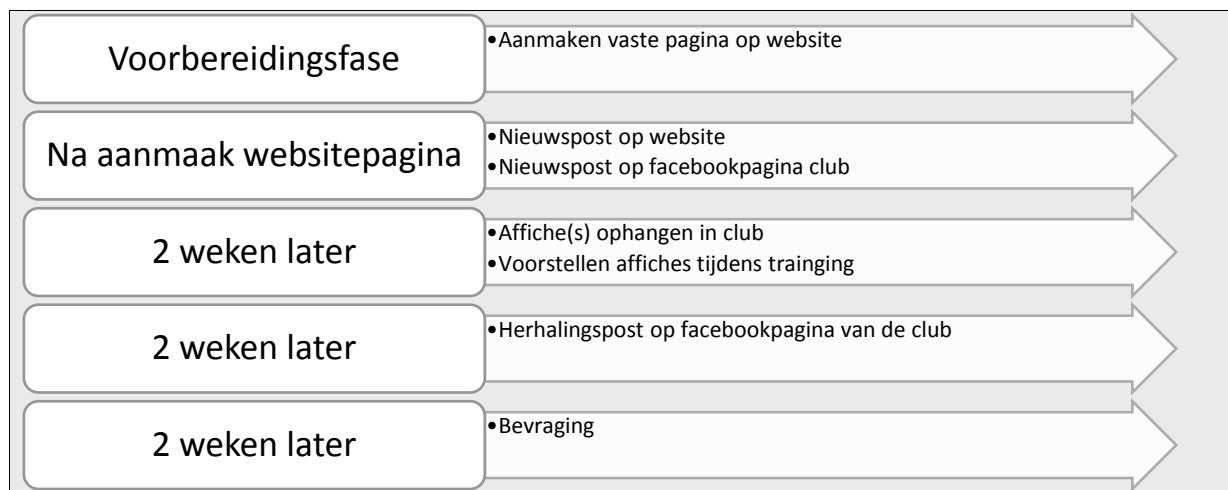 Voorbereidingsfase
•Aanmaken vaste pagina op website
Na aanmaak websitepagina
•Nieuwspost op website
•Nieuwspost op facebookpagina club
2 weken later
•Affiche(s) ophangen in club
•Voorstellen affiches tijdens trainging
2 weken later
•Herhalingspost op facebookpagina van de club
2 weken later
•Bevraging